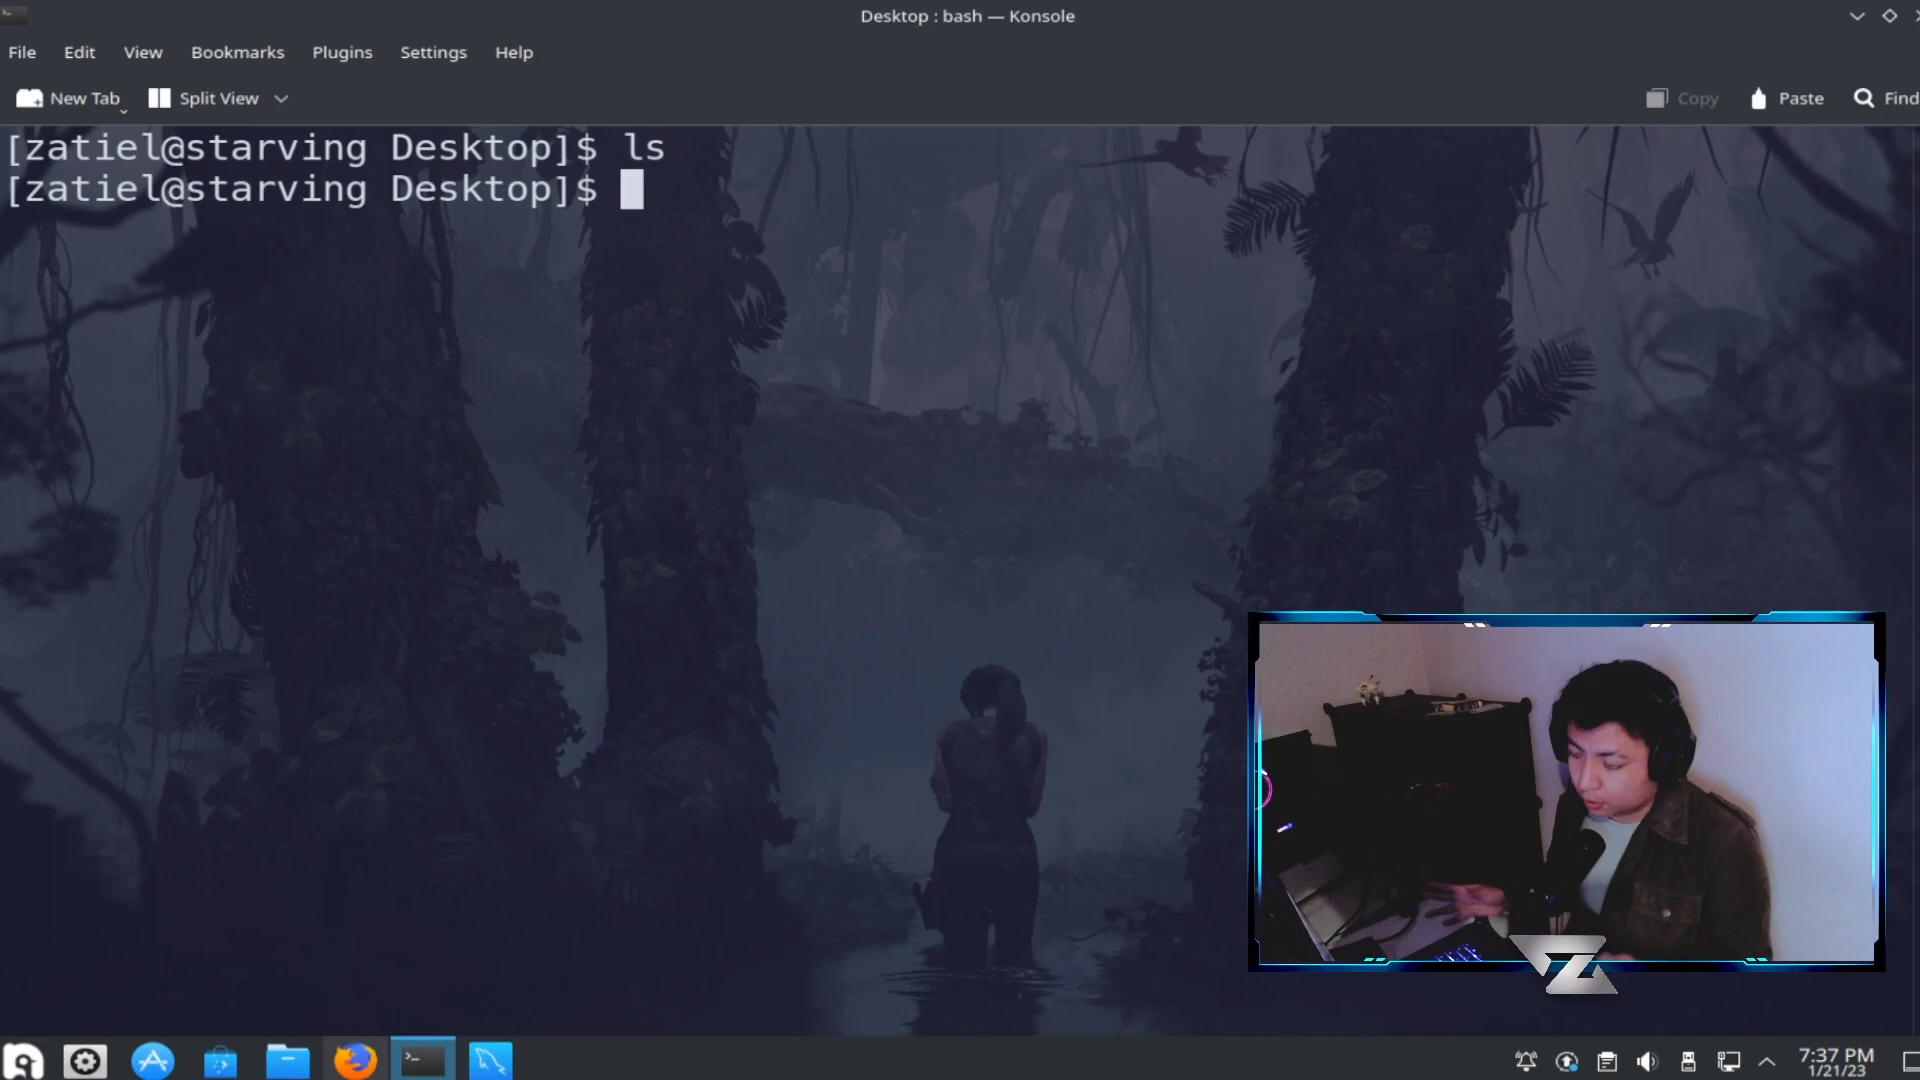 Desktop : bash — Konsole
File Edit View Bookmarks Plugins Settings Help
New Tab Split View Copy Paste Find
[zatiel@starving Desktop]$ ls
[zatiel@starving Desktop]$
7:37 PM
1/21/23